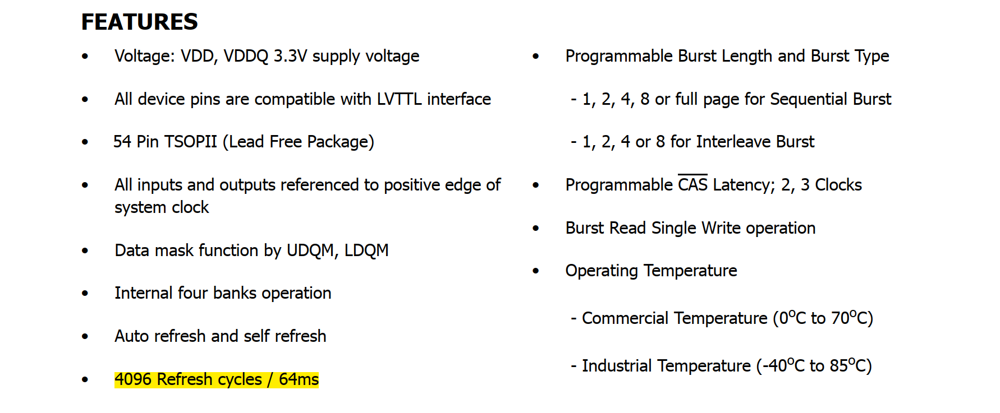 FEATURES
• Voltage: VDD, VDDQ 3.3V supply voltage
• All device pins are compatible with LVTTL interface
• 54 Pin TSOPII (Lead Free Package)
• All inputs and outputs referenced to positive edge of
system clock
• Data mask function by UDQM, LDQM
• Internal four banks operation
• Auto refresh and self refresh
• 4096 Refresh cycles / 64ms
• Programmable Burst Length and Burst Type
- 1, 2, 4, 8 or full page for Sequential Burst
- 1, 2, 4 or 8 for Interleave Burst
• Programmable C̅A̅S̅ Latency; 2, 3 Clocks
• Burst Read Single Write operation
• Operating Temperature
- Commercial Temperature (0°C to 70°C)
- Industrial Temperature (-40°C to 85°C)